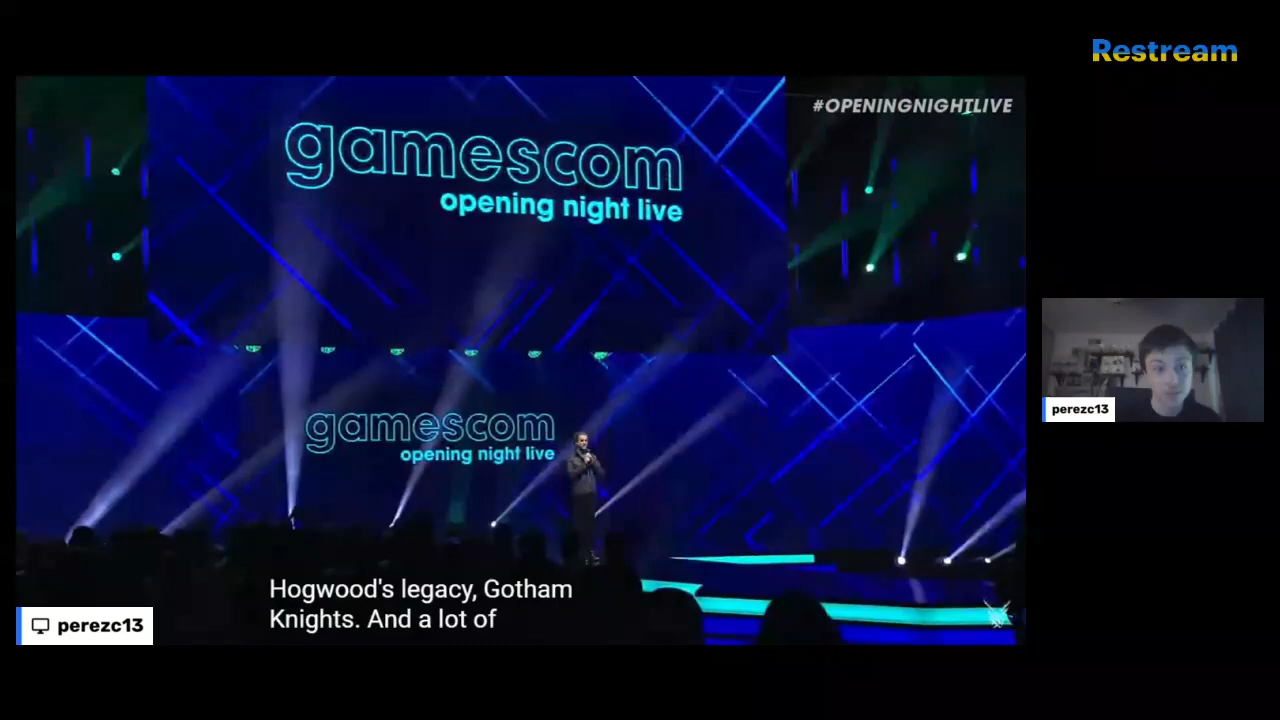 Restream
#OPENINGNIGHTLIVE
gamescom
opening night live
gamescom
opening night live
perezc13
Hogwood's legacy, Gotham
Knights. And a lot of
perezc13